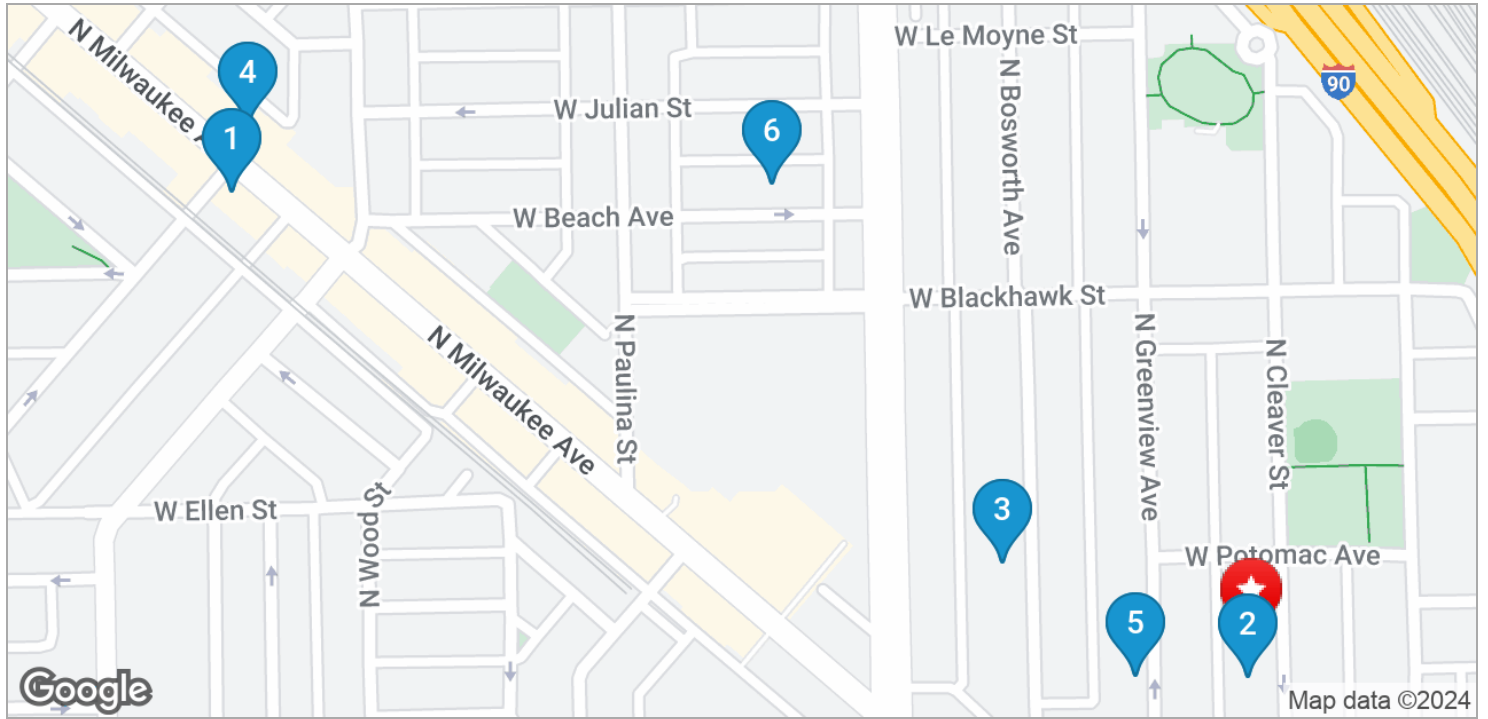 N Milwaukee A
W Le Moyne St
90
4
1
W Julian St
6
N Bosworth Ave
W Beach Ave
W Blackhawk St
N Milwaukee Ave
N Paulina St
N Greenview Ave
N Cleaver St
W Ellen St
N Wood St
3
W Potomac Ave
5
2
Google
Map data ©2024